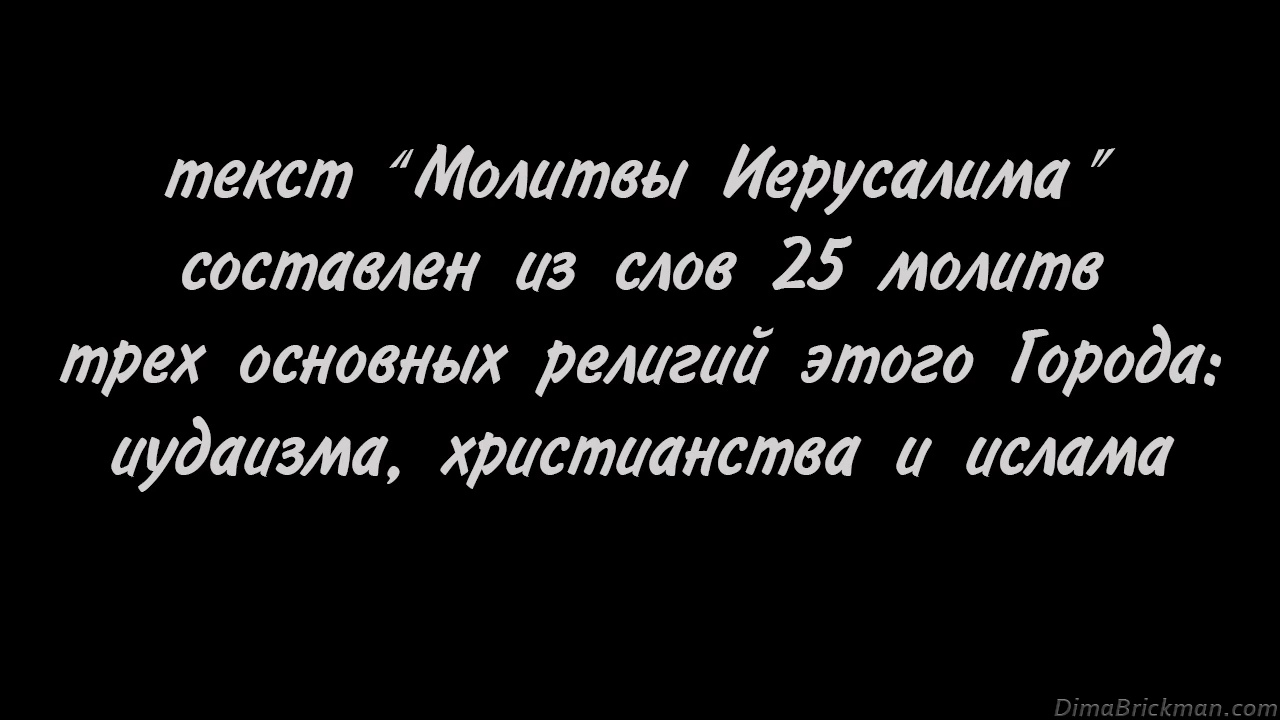 текст “Молитвы Иерусалима”
составлен из слов 25 молитв
трех основных религий этого Города:
иудаизма, христианства и ислама
DimaBrickman.com